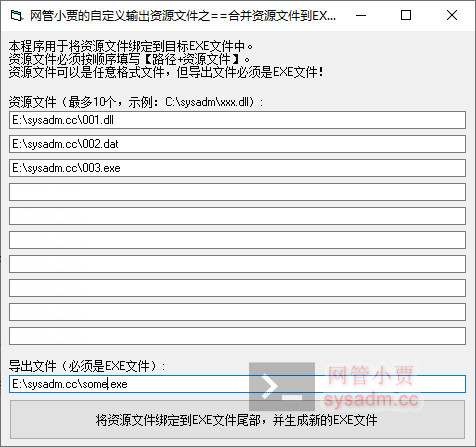 网管小贾的自定义输出资源文件之==合并资源文件到EX...
本程序用于将资源文件绑定到目标EXE文件中。
资源文件必须按顺序填写【路径+资源文件】。
资源文件可以是任意格式文件，但导出文件必须是EXE文件！
资源文件（最多10个，示例：C:\sysadm\xxx.dll）：
E:\sysadm.cc\001.dll
E:\sysadm.cc\002.dat
E:\sysadm.cc\003.exe
导出文件（必须是EXE文件）：
E:\sysadm.cc\some.exe
网管小贾
sysadm.cc
将资源文件绑定到EXE文件尾部，并生成新的EXE文件